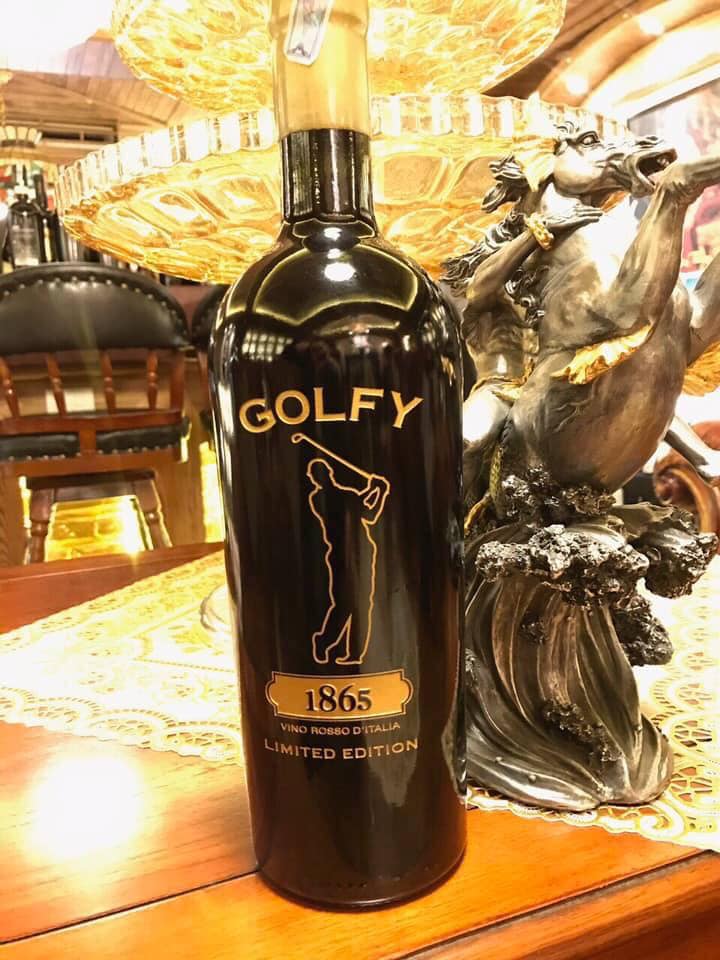 GOLFY
1865
VINO ROSSO D'ITALIA
LIMITED EDITION